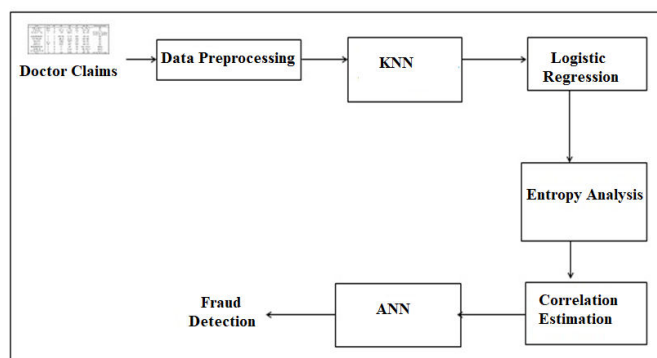 Doctor Claims
Data Preprocessing
KNN
Logistic
Regression
Entropy Analysis
Correlation
Estimation
ANN
Fraud
Detection